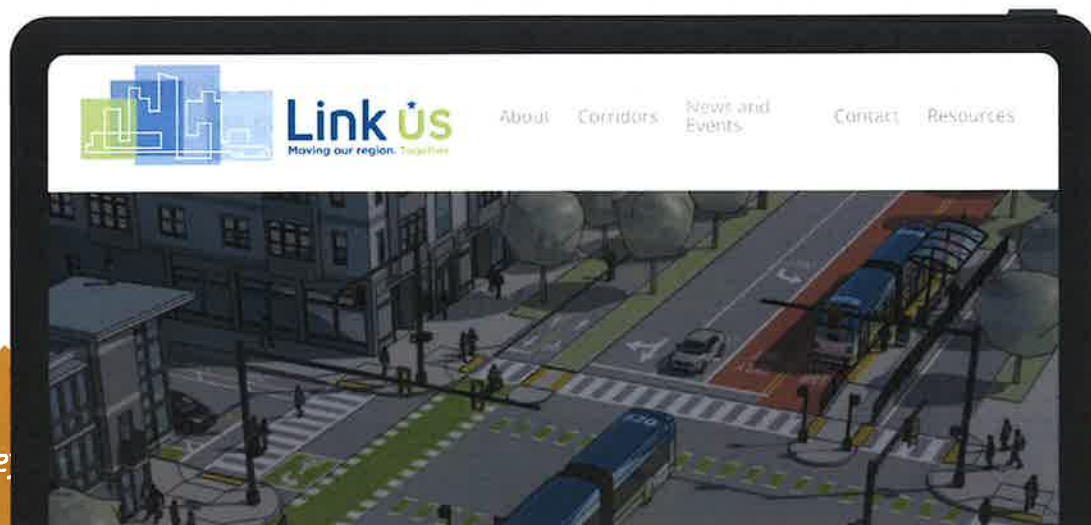 Link US
Moving our region. Together
About
Corridors
News and
Events
Contact
Resources